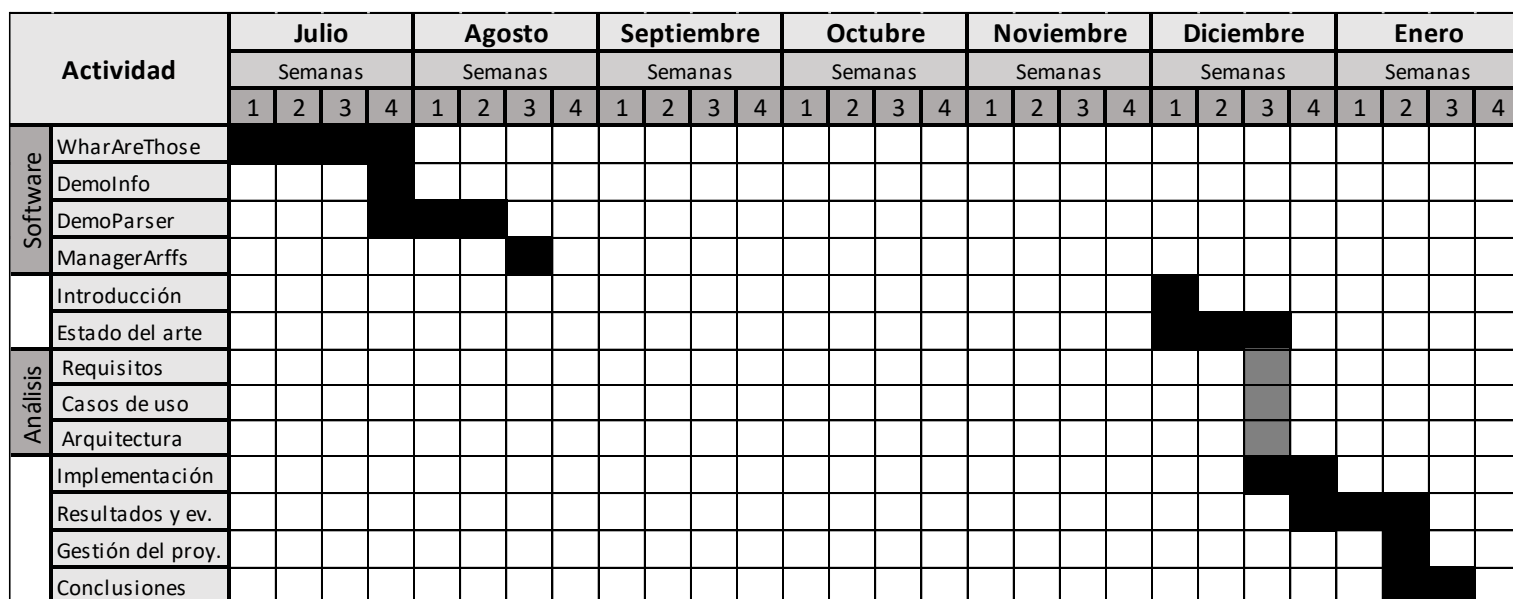 Actividad
Julio Agosto Septiembre Octubre Noviembre Diciembre Enero
Semanas Semanas Semanas Semanas Semanas Semanas Semanas
1 2 3 4 1 2 3 4 1 2 3 4 1 2 3 4 1 2 3 4 1 2 3 4 1 2 3 4
Software
WharAreThose
DemoInfo
DemoParser
ManagerArffs
Introducción
Estado del arte
Análisis
Requisitos
Casos de uso
Arquitectura
Implementación
Resultados y ev.
Gestión del proy.
Conclusiones